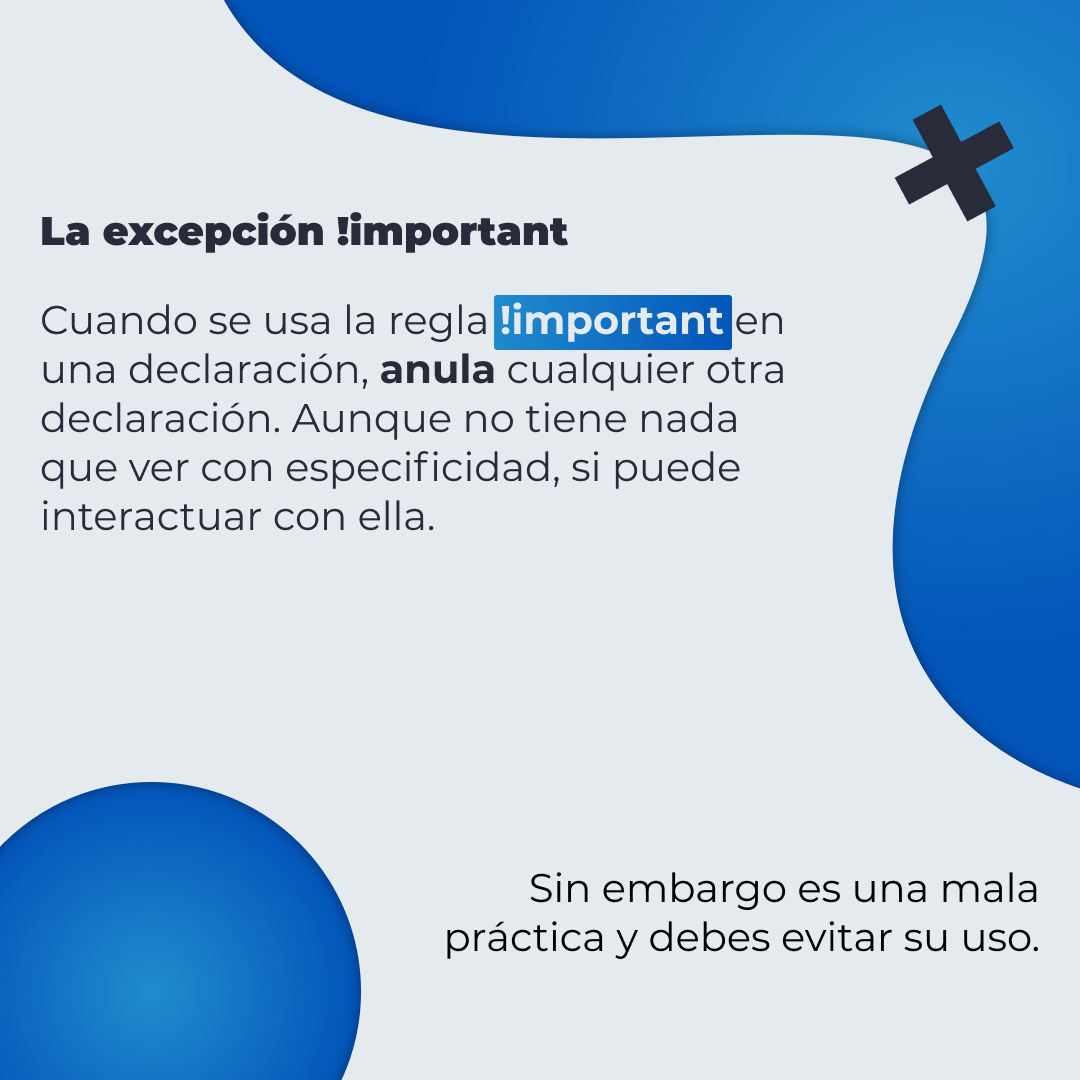 La excepción !important
Cuando se usa la regla !important en
una declaración, anula cualquier otra
declaración. Aunque no tiene nada
que ver con especificidad, si puede
interactuar con ella.
Sin embargo es una mala
práctica y debes evitar su uso.